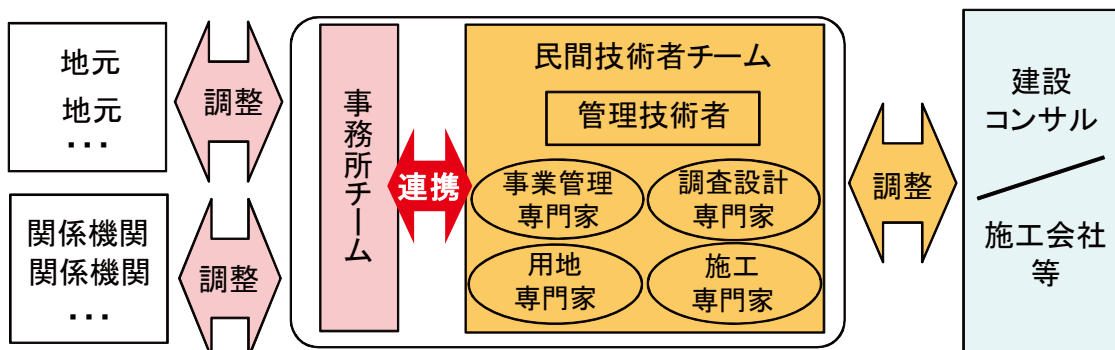 地元
地元
・・・
関係機関
関係機関
・・・
調整
調整
事務所チーム
連携
民間技術者チーム
管理技術者
事業管理
専門家
調査設計
専門家
用地
専門家
施工
専門家
調整
建設
コンサル
施工会社
等